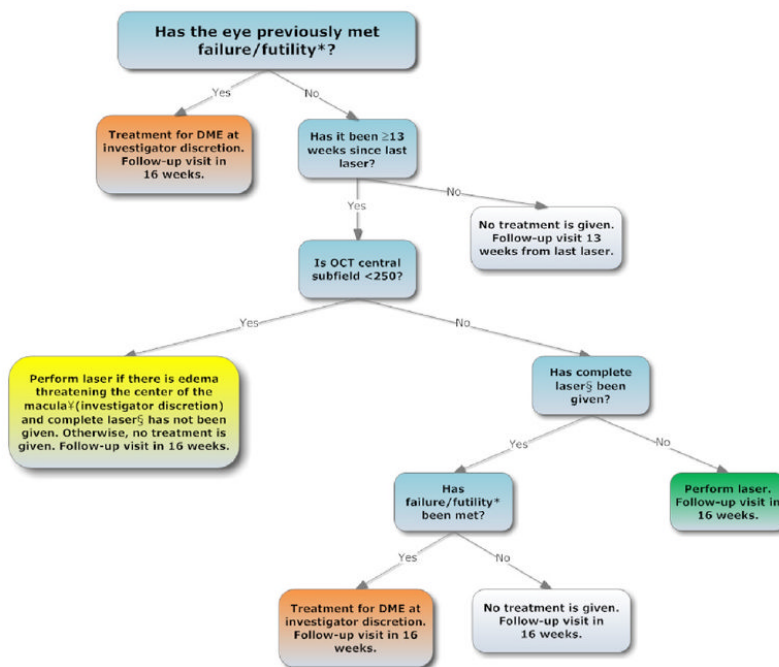 Has the eye previously met
failure/futility*?
Yes
No
Treatment for DME at
investigator discretion.
Follow-up visit in
16 weeks.
Has it been ≥13
weeks since last
laser?
Yes
No
No treatment is given.
Follow-up visit 13
weeks from last laser.
Is OCT central
subfield <250?
Yes
No
Perform laser if there is edema
threatening the center of the
macula¥(investigator discretion)
and complete laser§ has not been
given. Otherwise, no treatment is
given. Follow-up visit in 16 weeks.
Has complete
laser§ been
given?
Yes
No
Has
failure/futility*
been met?
Perform laser.
Follow-up visit in
16 weeks.
Yes
No
Treatment for DME at
investigator discretion.
Follow-up visit in 16
weeks.
No treatment is given.
Follow-up visit in
16 weeks.